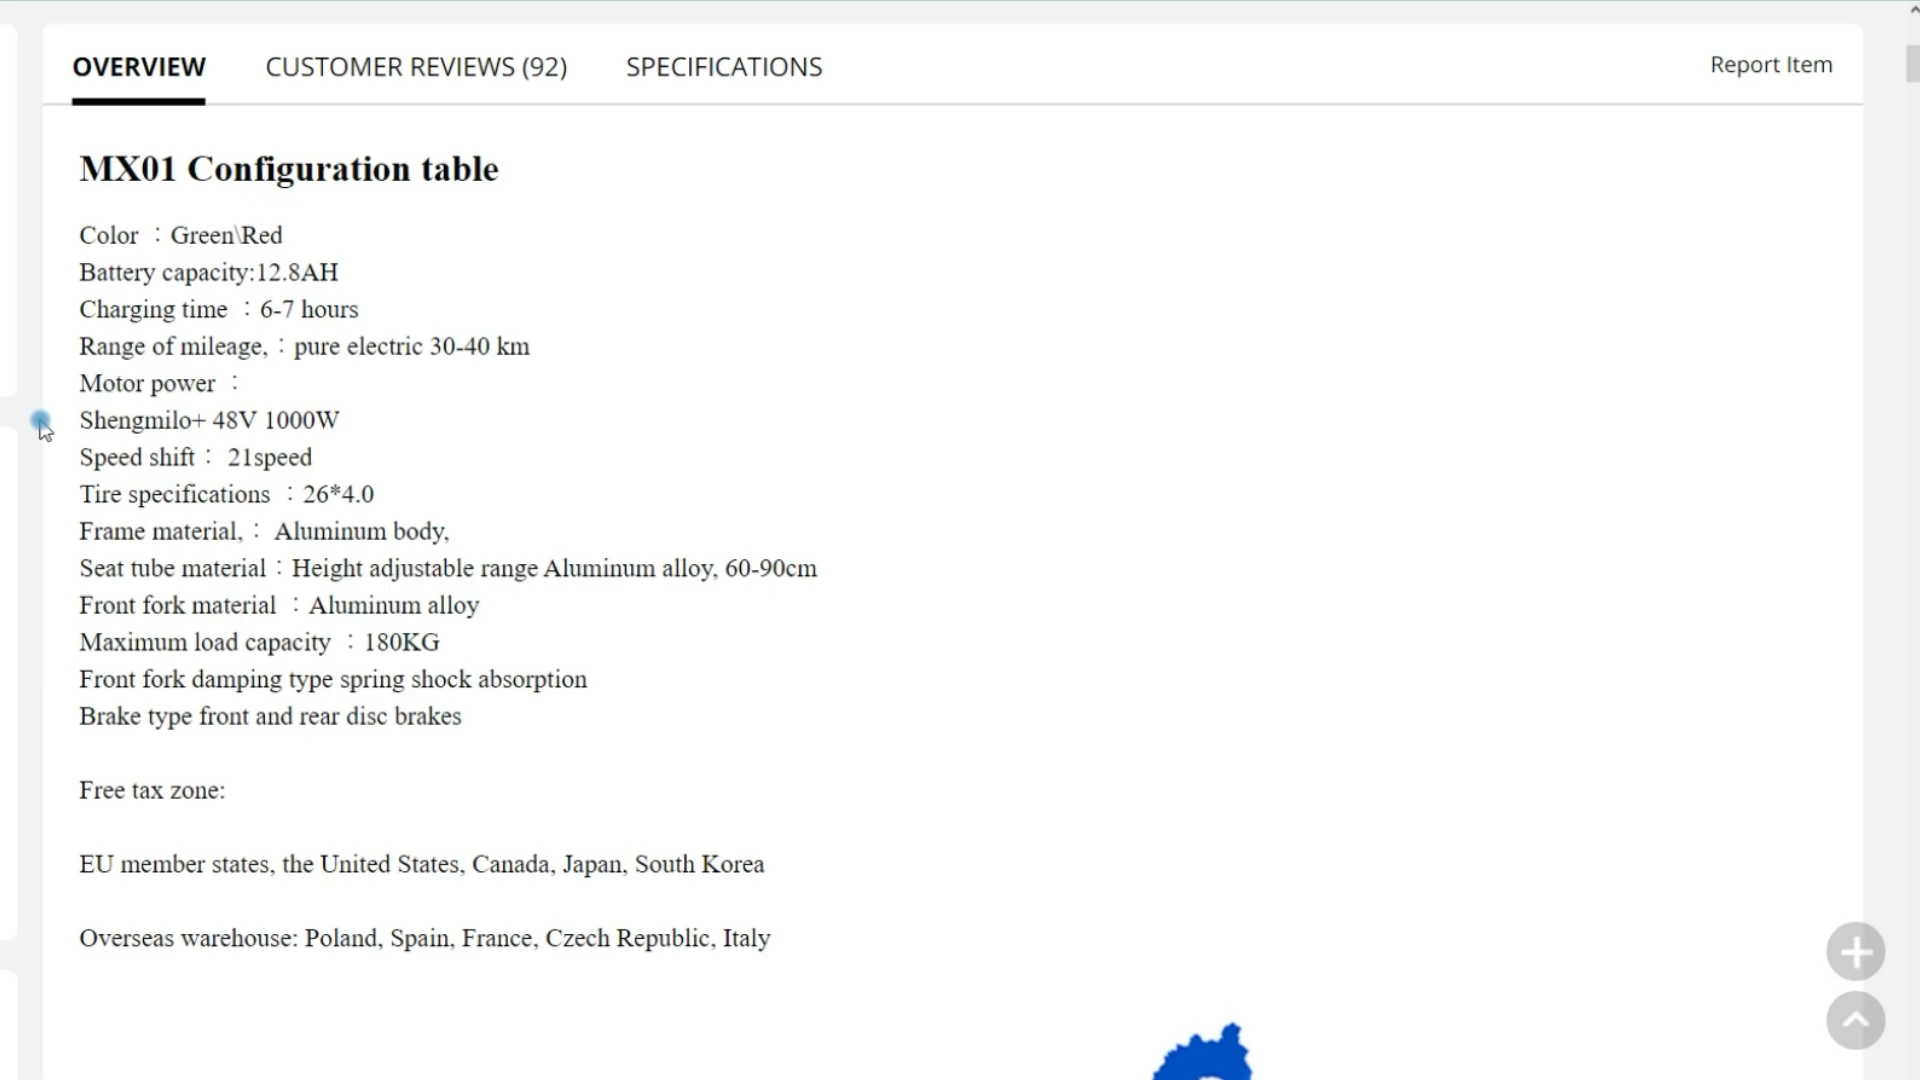 OVERVIEW CUSTOMER REVIEWS (92) SPECIFICATIONS Report Item
MX01 Configuration table
Color ：Green\Red
Battery capacity:12.8AH
Charging time ：6-7 hours
Range of mileage,：pure electric 30-40 km
Motor power ：
Shengmilo+ 48V 1000W
Speed shift： 21speed
Tire specifications ：26*4.0
Frame material,： Aluminum body,
Seat tube material：Height adjustable range Aluminum alloy, 60-90cm
Front fork material ：Aluminum alloy
Maximum load capacity ：180KG
Front fork damping type spring shock absorption
Brake type front and rear disc brakes
Free tax zone:
EU member states, the United States, Canada, Japan, South Korea
Overseas warehouse: Poland, Spain, France, Czech Republic, Italy